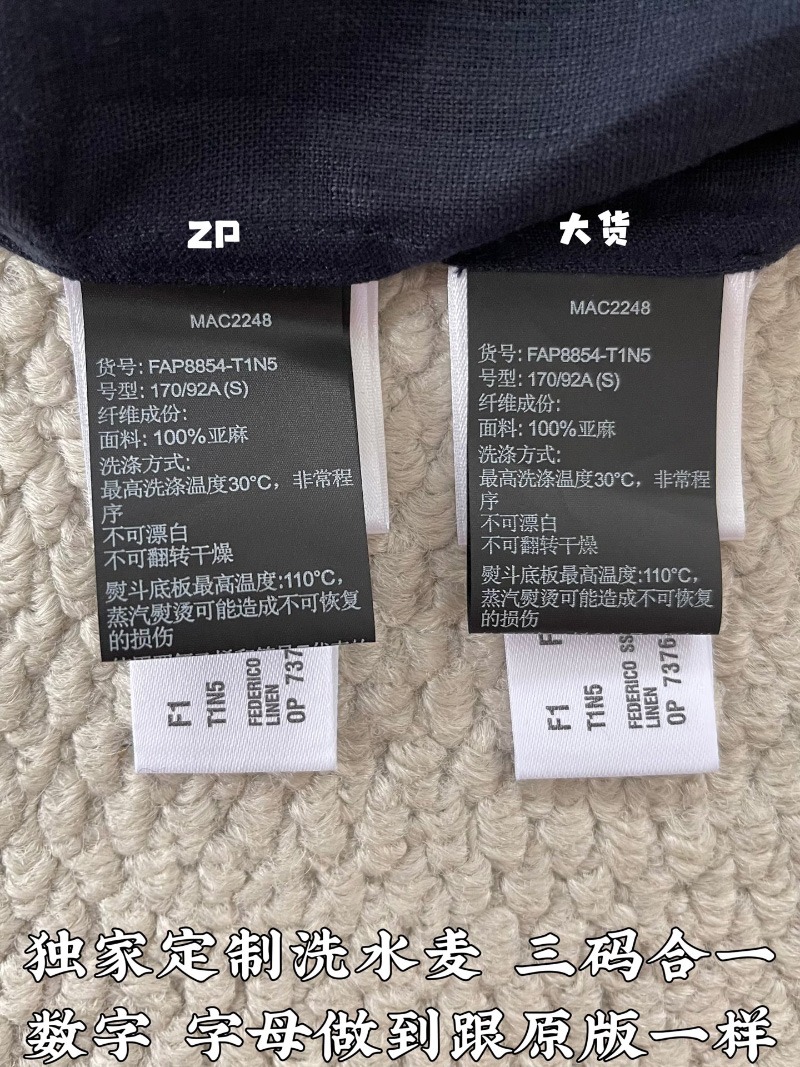 ZP
大货
MAC2248
货号: FAP8854-T1N5
号型: 170/92A (S)
纤维成份:
面料: 100%亚麻
洗涤方式:
最高洗涤温度30°C，非常程
序
不可漂白
不可翻转干燥
熨斗底板最高温度:110°C，
蒸汽熨烫可能造成不可恢复
的损伤
F1
T1N5
FEDERICO
LINEN
OP 737
MAC2248
货号: FAP8854-T1N5
号型: 170/92A (S)
纤维成份:
面料: 100%亚麻
洗涤方式:
最高洗涤温度30°C，非常程
序
不可漂白
不可翻转干燥
熨斗底板最高温度:110°C，
蒸汽熨烫可能造成不可恢复
的损伤
F1
T1N5
FEDERICO SS
LINEN
OP 7376
独家定制洗水麦 三码合一
数字 字母做到跟原版一样